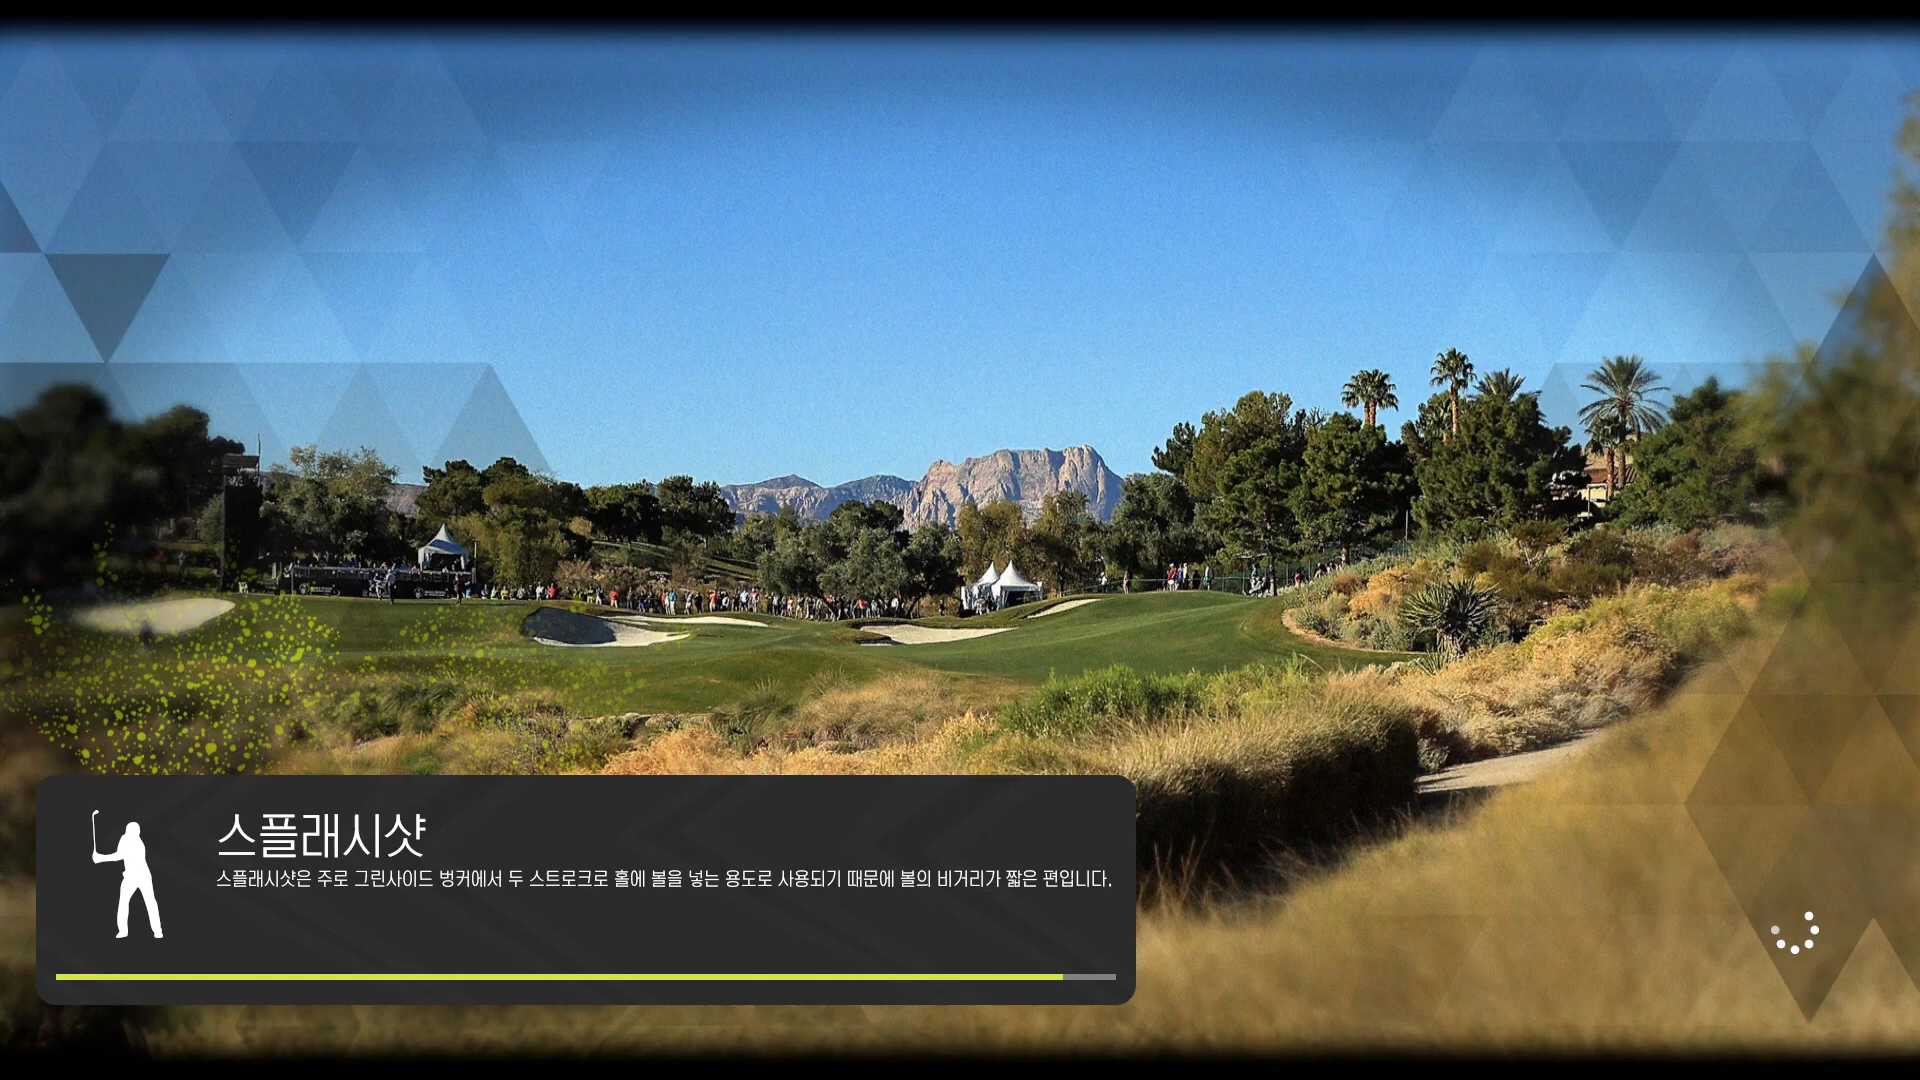 스플래시샷
스플래시샷은 주로 그린사이드 벙커에서 두 스트로크로 홀에 볼을 넣는 용도로 사용되기 때문에 볼의 비거리가 짧은 편입니다.